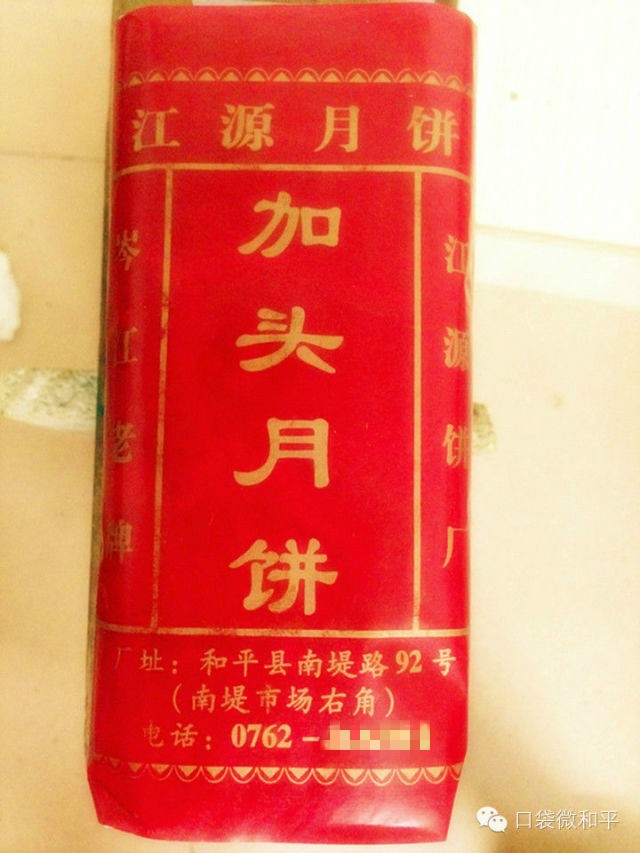 江源月饼
岑江老牌
加头月饼
江源饼厂
厂址：和平县南堤路92号
（南堤市场右角）
电话：0762－
口袋微和平